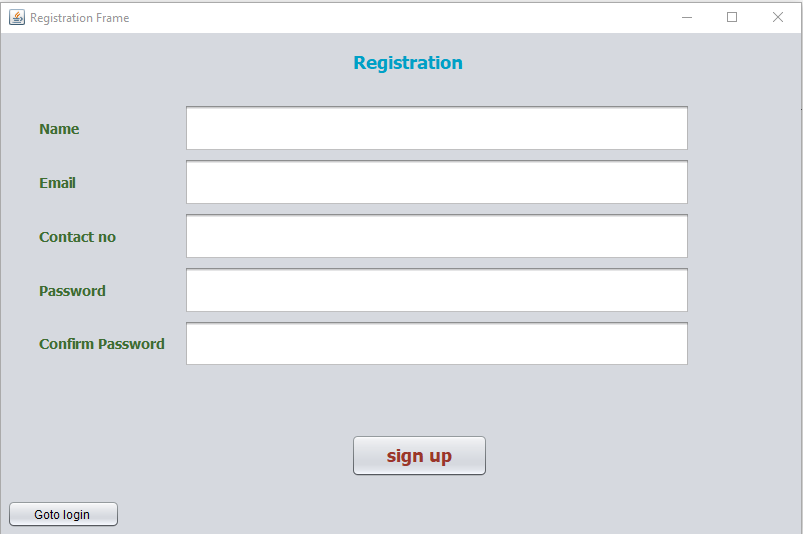 Registration Frame
Registration
Name
Email
Contact no
Password
Confirm Password
sign up
Goto login